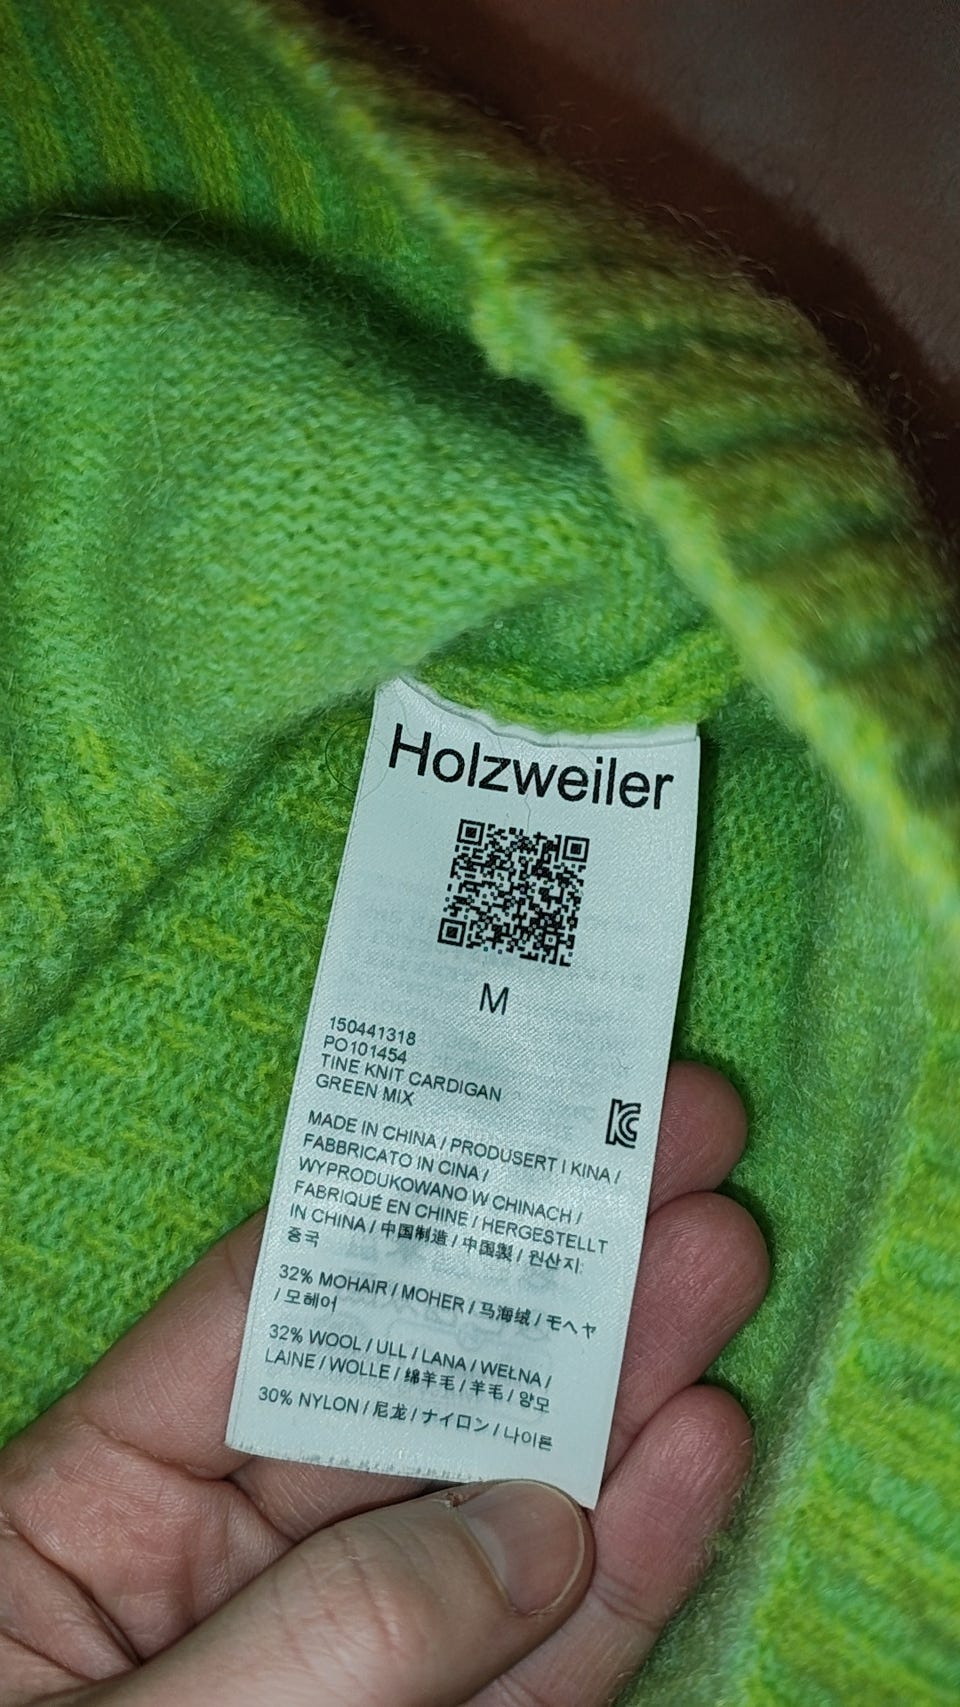 Holzweiler
M
150441318
PO101454
TINE KNIT CARDIGAN
GREEN MIX
MADE IN CHINA / PRODUSERT I KINA /
FABBRICATO IN CINA /
WYPRODUKOWANO W CHINACH /
FABRIQUÉ EN CHINE / HERGESTELLT
IN CHINA / 中国制造 / 中国製 / 원산지:
중국
32% MOHAIR / MOHER / 马海绒 / モヘヤ
/ 모헤어
32% WOOL / ULL / LANA / WEŁNA /
LAINE / WOLLE / 绵羊毛 / 羊毛 / 양모
30% NYLON / 尼龙 / ナイロン / 나이론